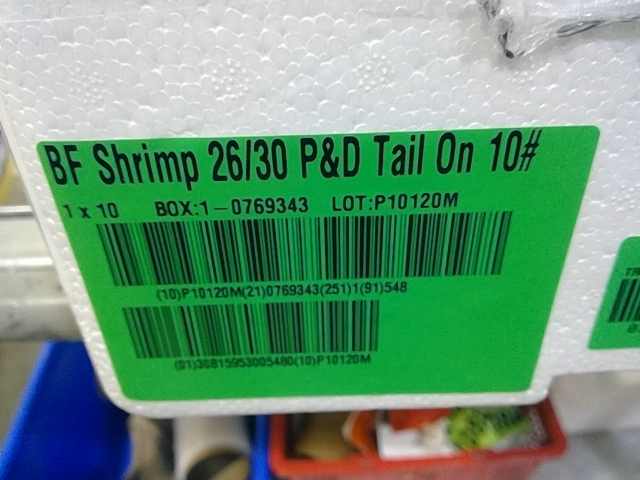 BF Shrimp 26/30 P&D Tail On 10#
1 x 10 BOX:1-0769343 LOT:P10120M
(10)P10120M(21)0769343(251)1(91)548
(01)30815953005480(10)P10120M